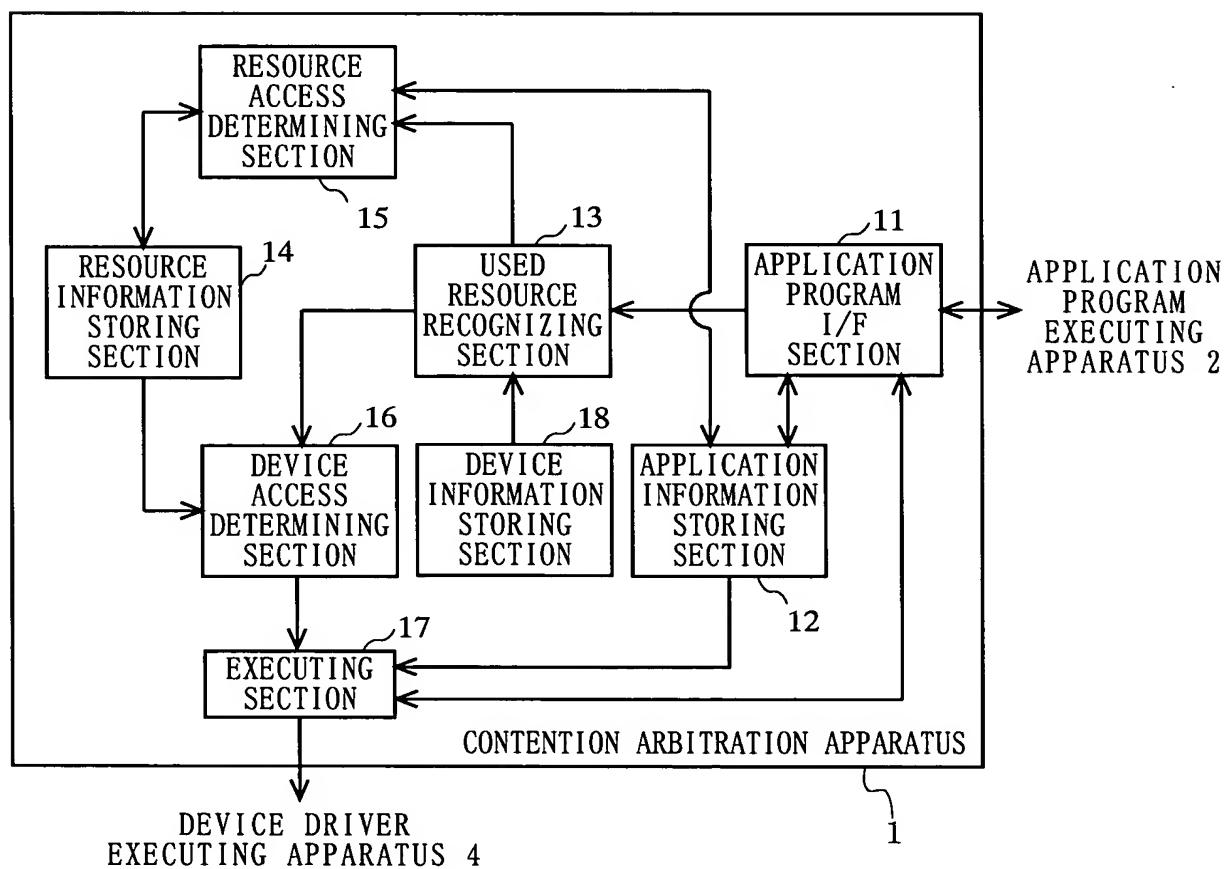 RESOURCE
ACCESS
DETERMINING
SECTION
15
RESOURCE
INFORMATION
STORING
SECTION
14
USED
RESOURCE
RECOGNIZING
SECTION
13
APPLICATION
PROGRAM
I/F
SECTION
11
APPLICATION
PROGRAM
EXECUTING
APPARATUS 2
DEVICE
ACCESS
DETERMINING
SECTION
16
DEVICE
INFORMATION
STORING
SECTION
18
APPLICATION
INFORMATION
STORING
SECTION
12
EXECUTING
SECTION
17
CONTENTION ARBITRATION APPARATUS
1
DEVICE DRIVER
EXECUTING APPARATUS 4